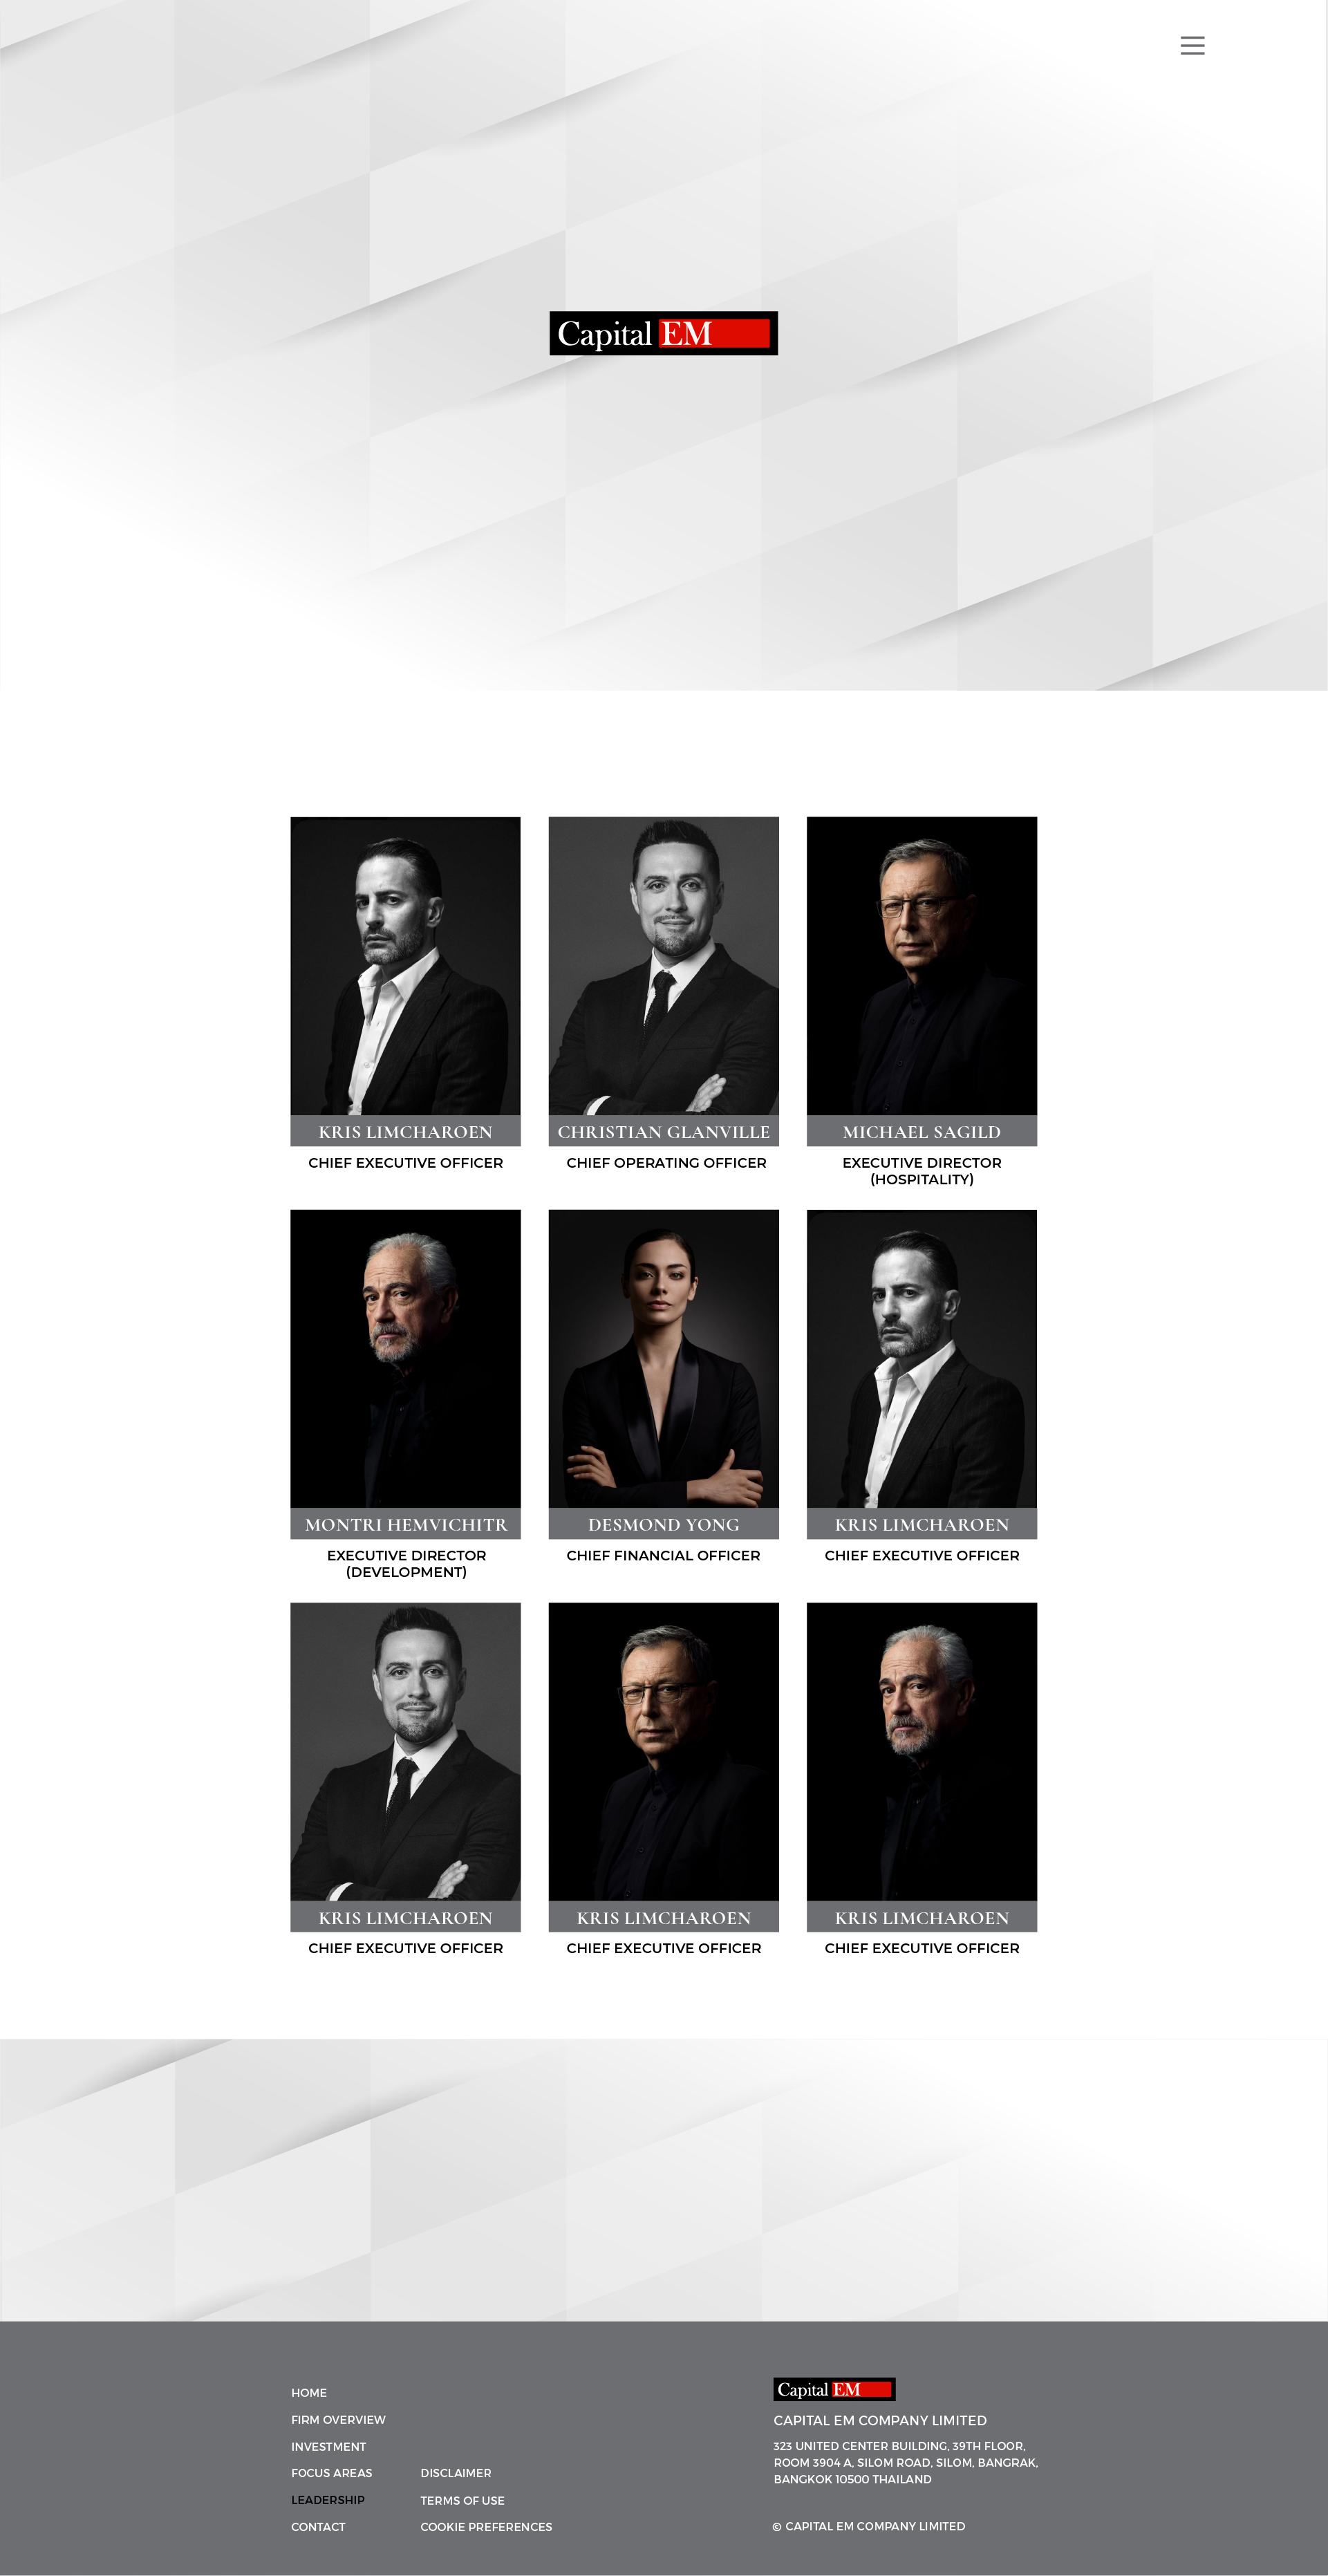 Capital EM
KRIS LIMCHAROEN
CHIEF EXECUTIVE OFFICER
CHRISTIAN GLANVILLE
CHIEF OPERATING OFFICER
MICHAEL SAGILD
EXECUTIVE DIRECTOR
(HOSPITALITY)
MONTRI HEMVICHITR
EXECUTIVE DIRECTOR
(DEVELOPMENT)
DESMOND YONG
CHIEF FINANCIAL OFFICER
KRIS LIMCHAROEN
CHIEF EXECUTIVE OFFICER
KRIS LIMCHAROEN
CHIEF EXECUTIVE OFFICER
KRIS LIMCHAROEN
CHIEF EXECUTIVE OFFICER
KRIS LIMCHAROEN
CHIEF EXECUTIVE OFFICER
HOME
FIRM OVERVIEW
INVESTMENT
FOCUS AREAS
LEADERSHIP
CONTACT
DISCLAIMER
TERMS OF USE
COOKIE PREFERENCES
Capital EM
CAPITAL EM COMPANY LIMITED
323 UNITED CENTER BUILDING, 39TH FLOOR,
ROOM 3904 A, SILOM ROAD, SILOM, BANGRAK,
BANGKOK 10500 THAILAND
© CAPITAL EM COMPANY LIMITED